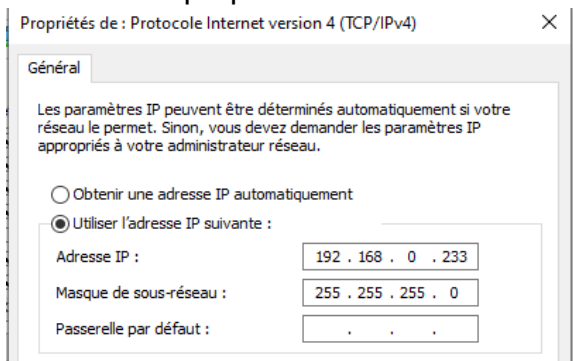 Propriétés de : Protocole Internet version 4 (TCP/IPv4)
Général
Les paramètres IP peuvent être déterminés automatiquement si votre
réseau le permet. Sinon, vous devez demander les paramètres IP
appropriés à votre administrateur réseau.
Obtenir une adresse IP automatiquement
Utiliser l'adresse IP suivante :
Adresse IP : 192 . 168 . 0 . 233
Masque de sous-réseau : 255 . 255 . 255 . 0
Passerelle par défaut : . . .